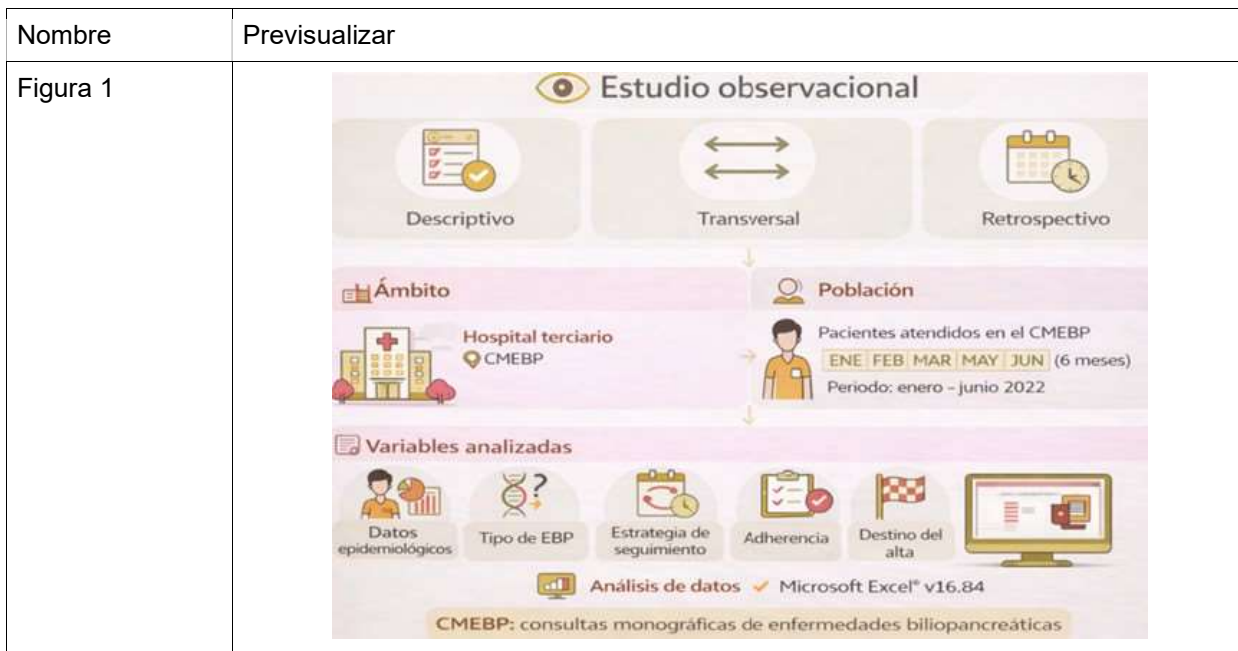 Nombre
Previsualizar
Figura 1
Estudio observacional
Descriptivo
Transversal
Retrospectivo
Ámbito
Hospital terciario
CMEBP
Población
Pacientes atendidos en el CMEBP
ENE FEB MAR MAY JUN (6 meses)
Periodo: enero – junio 2022
Variables analizadas
Datos
epidemiológicos
Tipo de EBP
Estrategia de
seguimiento
Adherencia
Destino del
alta
Análisis de datos ✓ Microsoft Excel® v16.84
CMEBP: consultas monográficas de enfermedades biliopancreáticas